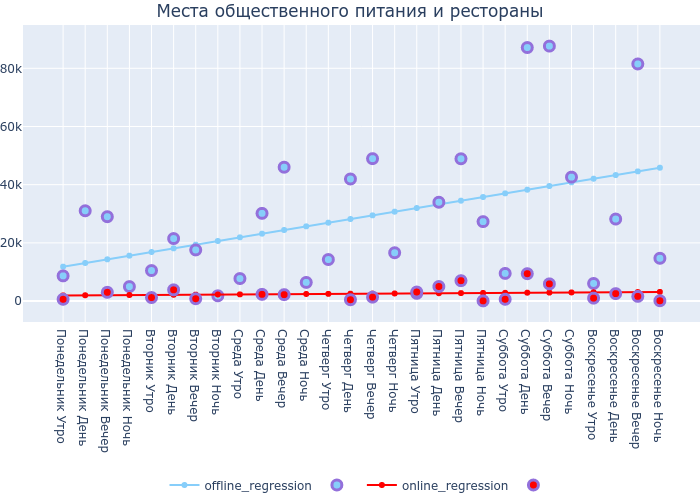 Места общественного питания и рестораны
80k
60k
40k
20k
0
Понедельник Утро
Понедельник День
Понедельник Вечер
Понедельник Ночь
Вторник Утро
Вторник День
Вторник Вечер
Вторник Ночь
Среда Утро
Среда День
Среда Вечер
Среда Ночь
Четверг Утро
Четверг День
Четверг Вечер
Четверг Ночь
Пятница Утро
Пятница День
Пятница Вечер
Пятница Ночь
Суббота Утро
Суббота День
Суббота Вечер
Суббота Ночь
Воскресенье Утро
Воскресенье День
Воскресенье Вечер
Воскресенье Ночь
offline_regression
online_regression